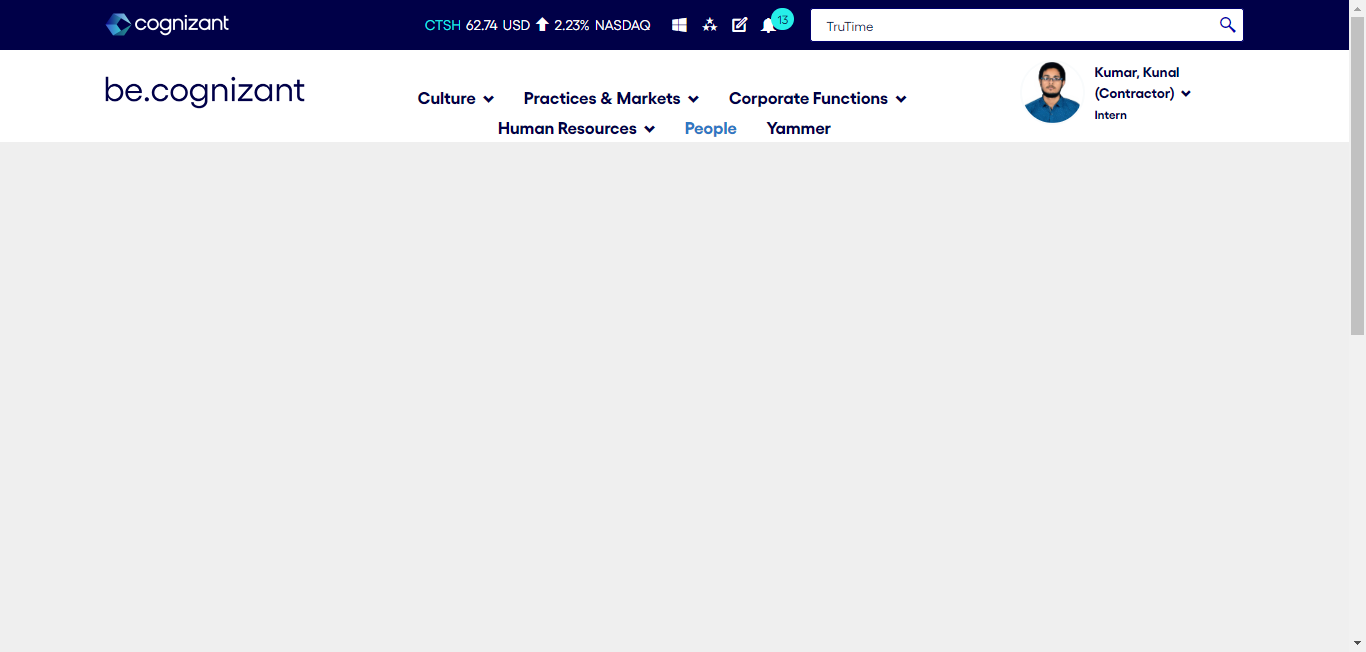 cognizant
CTSH 62.74 USD 2.23% NASDAQ
13
TruTime
be.cognizant
Culture
Practices & Markets
Corporate Functions
Human Resources
People
Yammer
Kumar, Kunal
(Contractor)
Intern